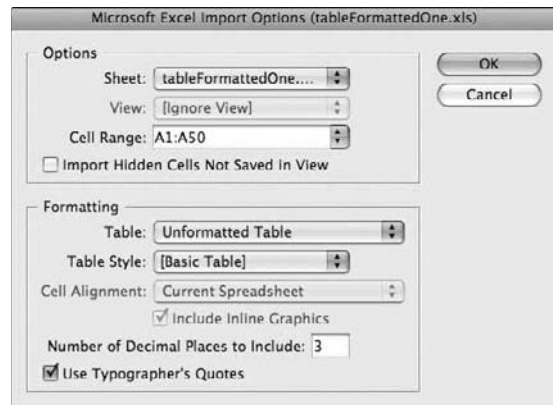 Microsoft Excel Import Options (tableFormattedOne.xls)
Options
Sheet: tableFormattedOne....
View: [Ignore View]
Cell Range: A1:A50
Import Hidden Cells Not Saved in View
OK
Cancel
Formatting
Table: Unformatted Table
Table Style: [Basic Table]
Cell Alignment: Current Spreadsheet
Include Inline Graphics
Number of Decimal Places to Include: 3
Use Typographer's Quotes